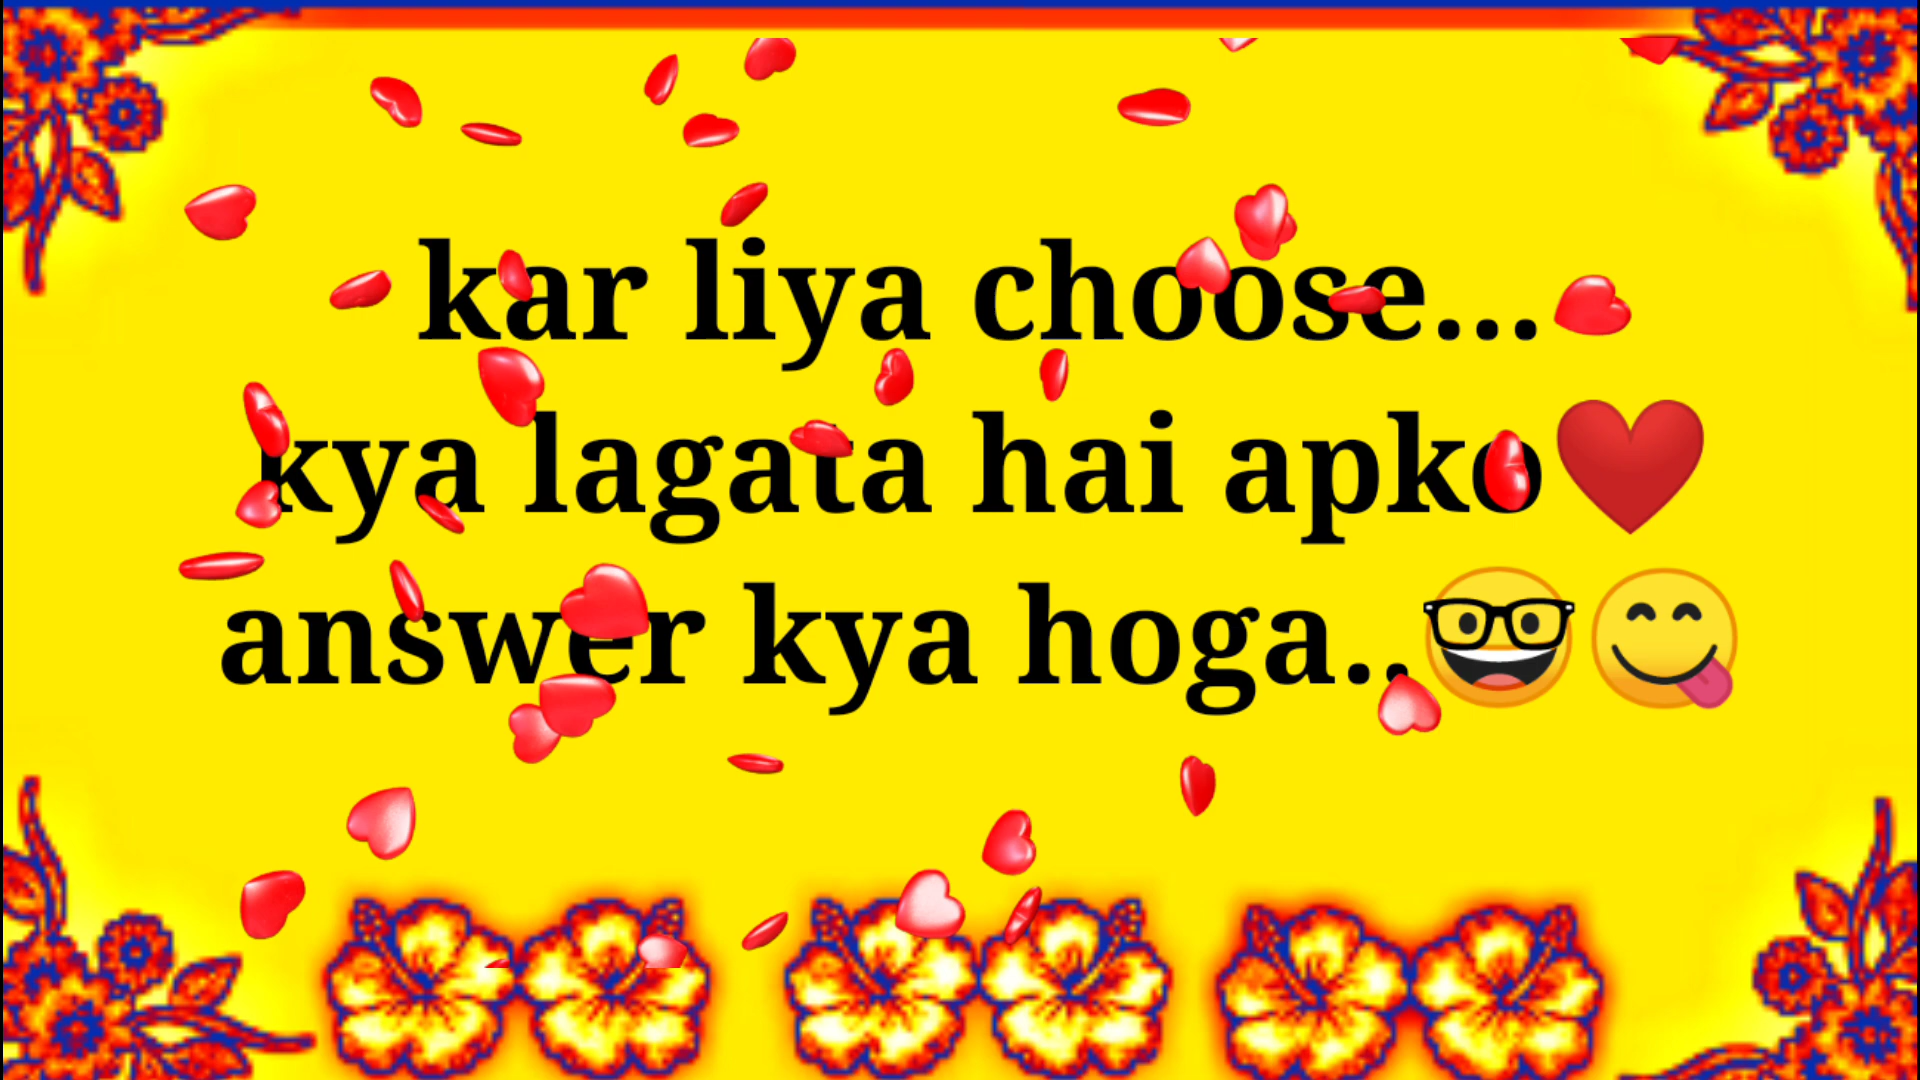 kar liya choose...
kya lagata hai apko❤️
answer kya hoga..🤓😋